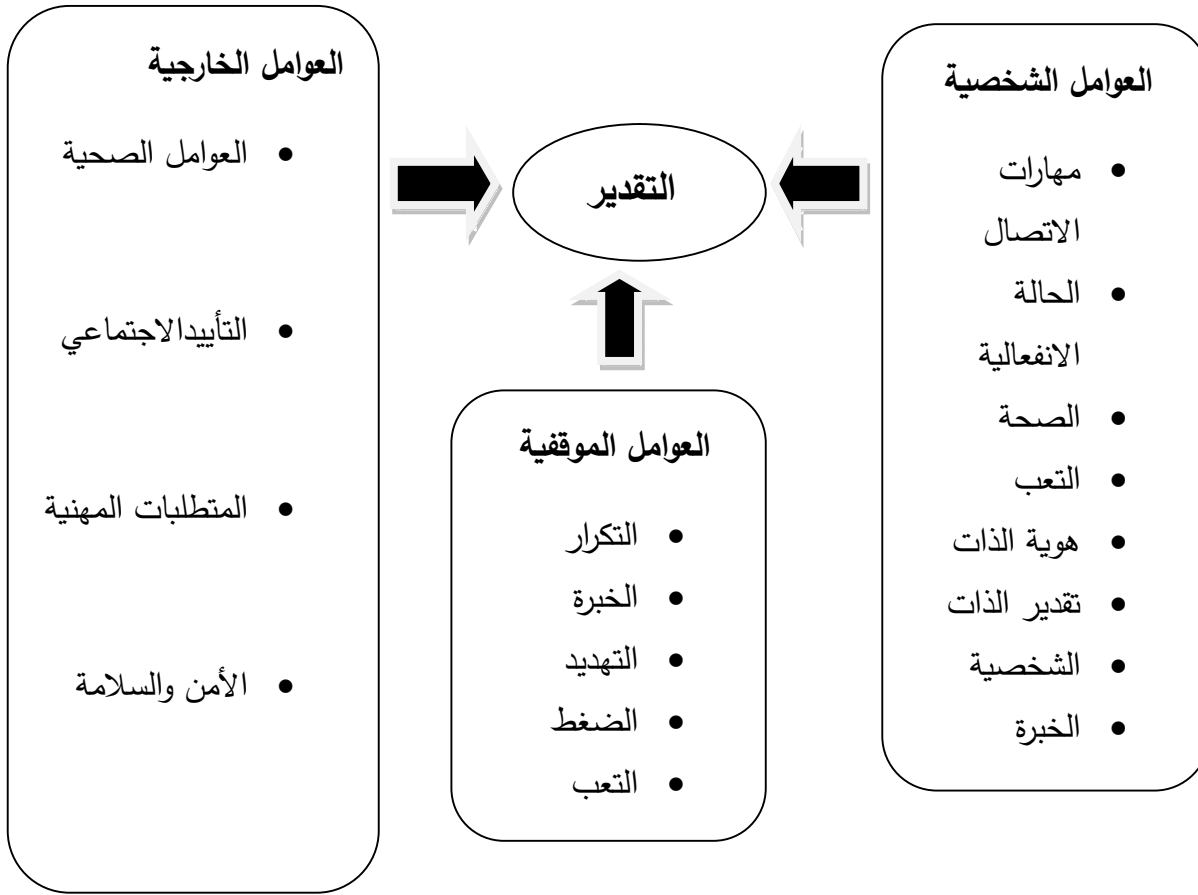 العوامل الشخصية
• مهارات
الاتصال
• الحالة
الانفعالية
• الصحة
• التعب
• هوية الذات
• تقدير الذات
• الشخصية
• الخبرة
التقدير
العوامل الموقفية
• التكرار
• الخبرة
• التهديد
• الضغط
• التعب
العوامل الخارجية
• العوامل الصحية
• التأييدالاجتماعي
• المتطلبات المهنية
• الأمن والسلامة